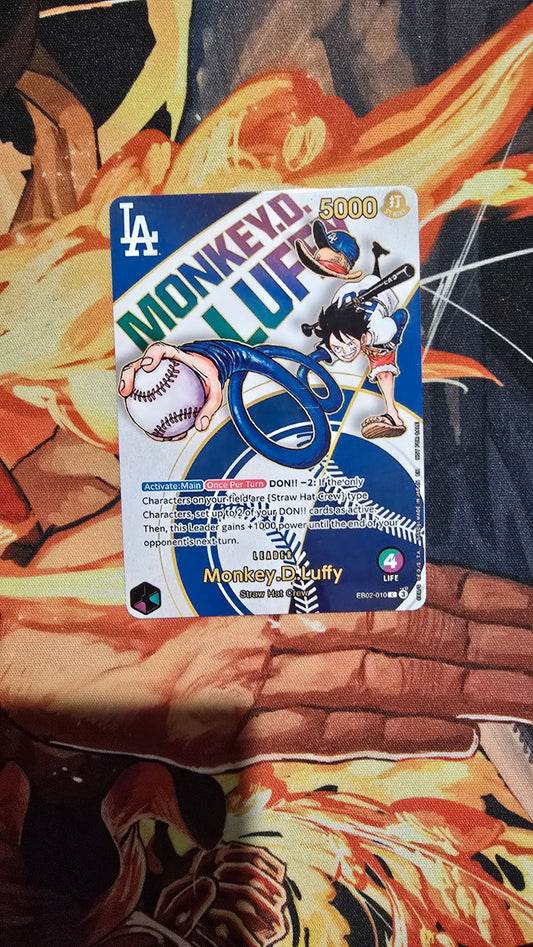 LA
5000
打
STRIKE
MONKEY.D.
LUFFY
Activate:Main Once Per Turn DON!! −2: If the only
Characters on your field are {Straw Hat Crew} type
Characters, set up to 2 of your DON!! cards as active.
Then, this Leader gains +1000 power until the end of your
opponent's next turn.
LEADER
Monkey.D.Luffy
Straw Hat Crew
4
LIFE
EB02-010 L